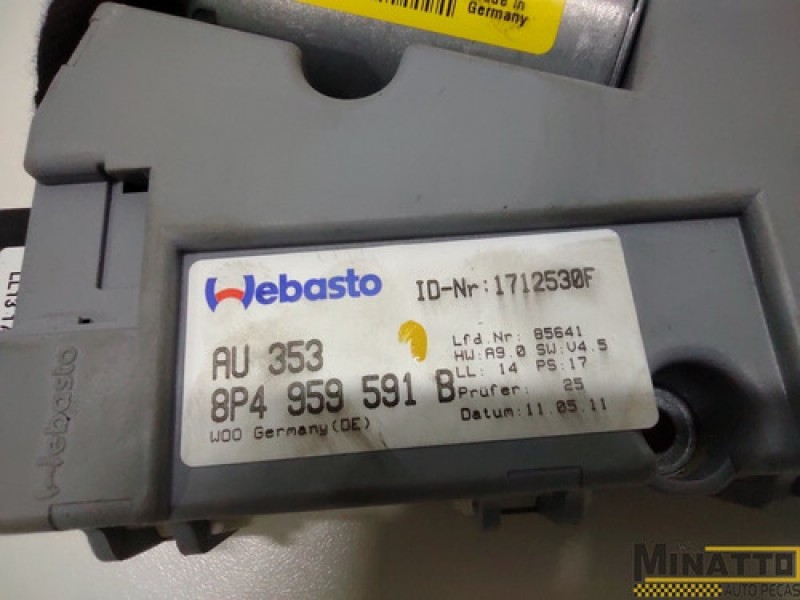 Made in
Germany
Webasto
ID-Nr:1712530F
AU 353
8P4 959 591 B
WOO Germany(DE)
Lfd.Nr: 85641
HW:A9.0 SW:V4.5
LL: 14 PS:17
Prüfer: 25
Datum:11.05.11
Webasto
MINATTO
AUTO PEÇAS